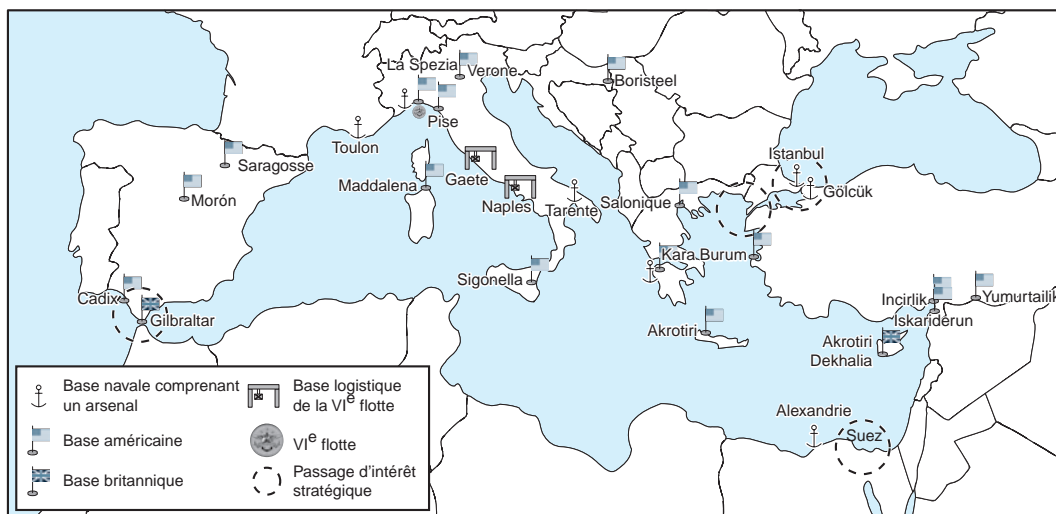 La Spezia
Verone
Boristeel
Pise
Toulon
Istanbul
Saragosse
Gaete
Maddalena
Gölcük
Morón
Naples
Tarente
Salonique
Kara Burum
Sigonella
Cadix
Gilbraltar
Incirlik
Yumurtailik
Iskariderun
Akrotiri
Akrotiri
Dekhalia
Alexandrie
Suez
Base navale comprenant
un arsenal
Base américaine
Base britannique
Base logistique
de la VIe flotte
VIe flotte
Passage d'intérêt
stratégique